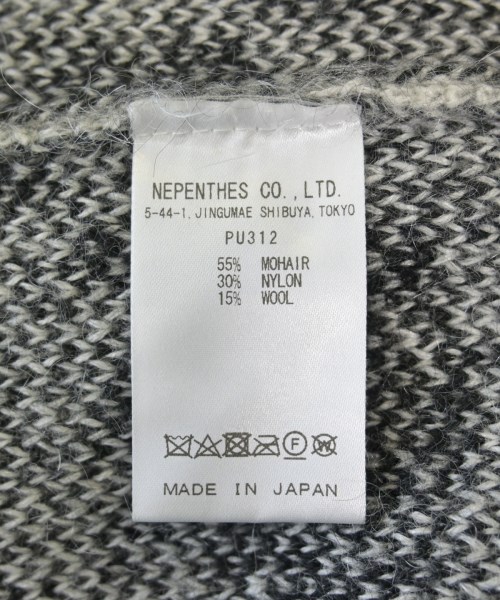 NEPENTHES CO.,LTD.
5-44-1, JINGUMAE SHIBUYA, TOKYO
PU312
55% MOHAIR
30% NYLON
15% WOOL
F W
MADE IN JAPAN